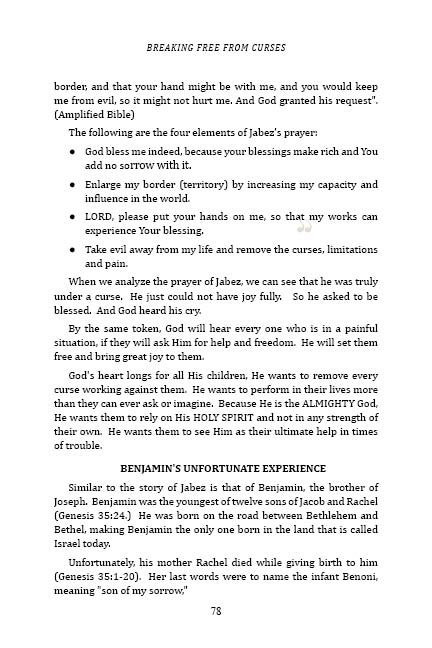 BREAKING FREE FROM CURSES
border, and that your hand might be with me, and you would keep
me from evil, so it might not hurt me. And God granted his request".
(Amplified Bible)
The following are the four elements of Jabez's prayer:
● God bless me indeed, because your blessings make rich and You
add no sorrow with it.
● Enlarge my border (territory) by increasing my capacity and
influence in the world.
● LORD, please put your hands on me, so that my works can
experience Your blessing.
● Take evil away from my life and remove the curses, limitations
and pain.
When we analyze the prayer of Jabez, we can see that he was truly
under a curse. He just could not have joy fully. So he asked to be
blessed. And God heard his cry.
By the same token, God will hear every one who is in a painful
situation, if they will ask Him for help and freedom. He will set them
free and bring great joy to them.
God's heart longs for all His children, He wants to remove every
curse working against them. He wants to perform in their lives more
than they can ever ask or imagine. Because He is the ALMIGHTY God,
He wants them to rely on His HOLY SPIRIT and not in any strength of
their own. He wants them to see Him as their ultimate help in times
of trouble.
BENJAMIN'S UNFORTUNATE EXPERIENCE
Similar to the story of Jabez is that of Benjamin, the brother of
Joseph. Benjamin was the youngest of twelve sons of Jacob and Rachel
(Genesis 35:24.) He was born on the road between Bethlehem and
Bethel, making Benjamin the only one born in the land that is called
Israel today.
Unfortunately, his mother Rachel died while giving birth to him
(Genesis 35:1-20). Her last words were to name the infant Benoni,
meaning "son of my sorrow,"
78